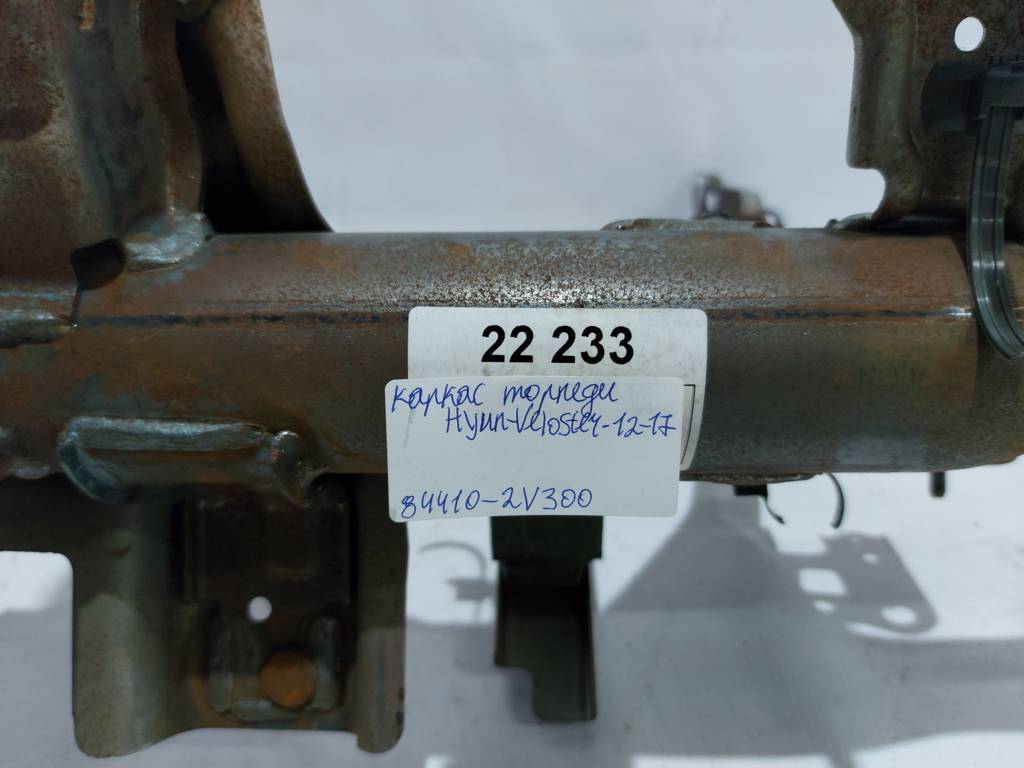 22 233
каркас торпеди
Hyun-Veloster-12-17
84410-2V300